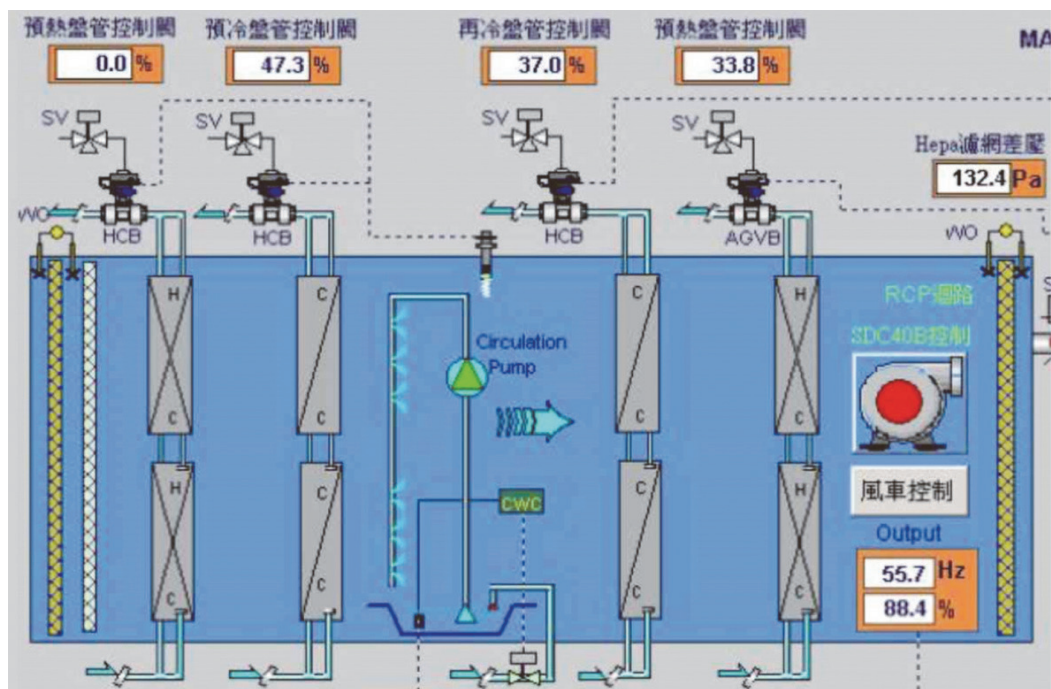 預熱盤管控制閥
預冷盤管控制閥
再冷盤管控制閥
預熱盤管控制閥
MA
0.0 %
47.3 %
37.0 %
33.8 %
SV
SV
SV
SV
Hepa濾網差壓
132.4 Pa
HCB
HCB
HCB
AGVB
H
C
C
H
RCP迴路
SDC40B控制
Circulation
Pump
C
C
C
C
H
C
C
H
CWC
風車控制
C
C
C
C
Output
55.7 Hz
88.4 %